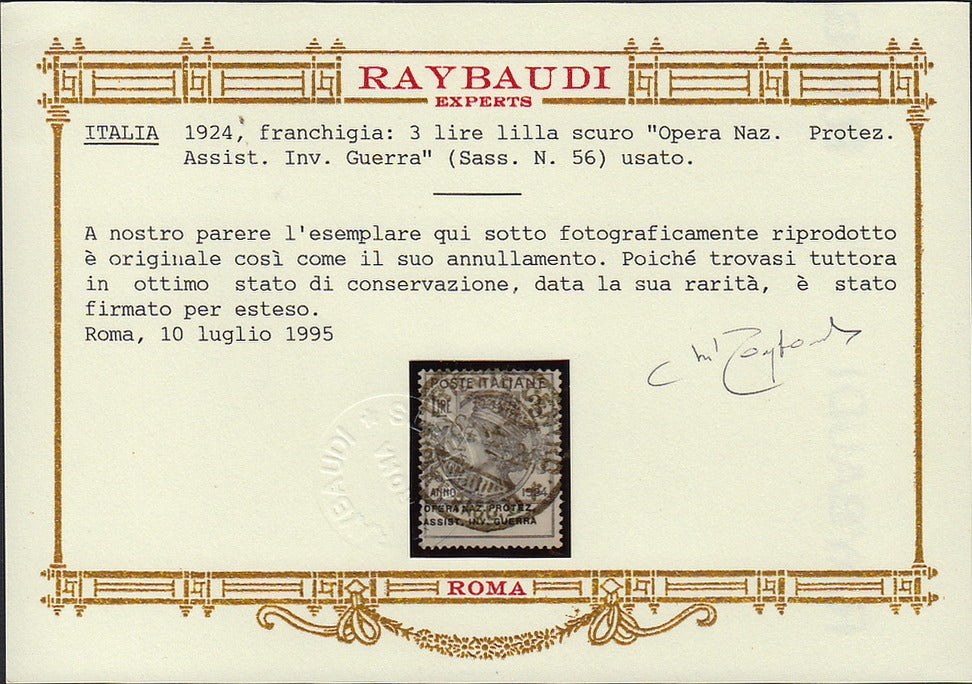 RAYBAUDI
EXPERTS
ITALIA 1924, franchigia: 3 lire lilla scuro "Opera Naz. Protez.
Assist. Inv. Guerra" (Sass. N. 56) usato.
A nostro parere l'esemplare qui sotto fotograficamente riprodotto
è originale così come il suo annullamento. Poiché trovasi tuttora
in ottimo stato di conservazione, data la sua rarità, è stato
firmato per esteso.
Roma, 10 luglio 1995
POSTE ITALIANE
LIRE 3
ANNO 1924
OPERA NAZ. PROTEZ.
ASSIST. INV. GUERRA
ROMA